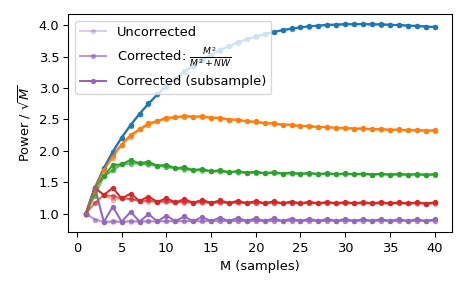 Uncorrected
Corrected: M²/(M²+NW)
Corrected (subsample)
Power / √M
4.0
3.5
3.0
2.5
2.0
1.5
1.0
0 5 10 15 20 25 30 35 40
M (samples)